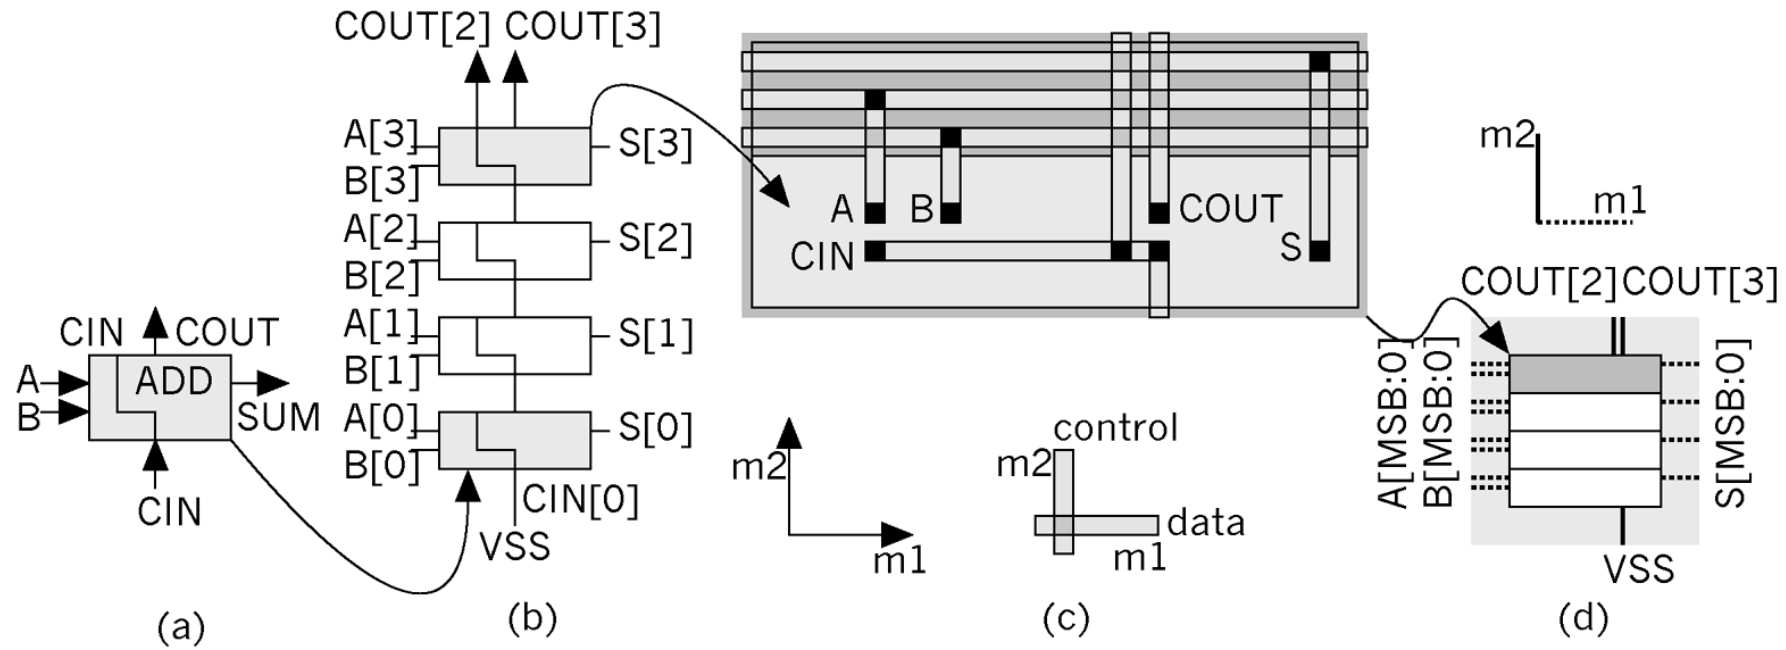 CIN
COUT
ADD
A
B
SUM
CIN
(a)
COUT[2] COUT[3]
A[3]
B[3]
S[3]
A[2]
B[2]
S[2]
A[1]
B[1]
S[1]
A[0]
B[0]
S[0]
CIN[0]
VSS
(b)
A
B
COUT
CIN
S
m2
m1
control
m2
data
m1
(c)
m2
m1
COUT[2] COUT[3]
A[MSB:0]
B[MSB:0]
S[MSB:0]
VSS
(d)